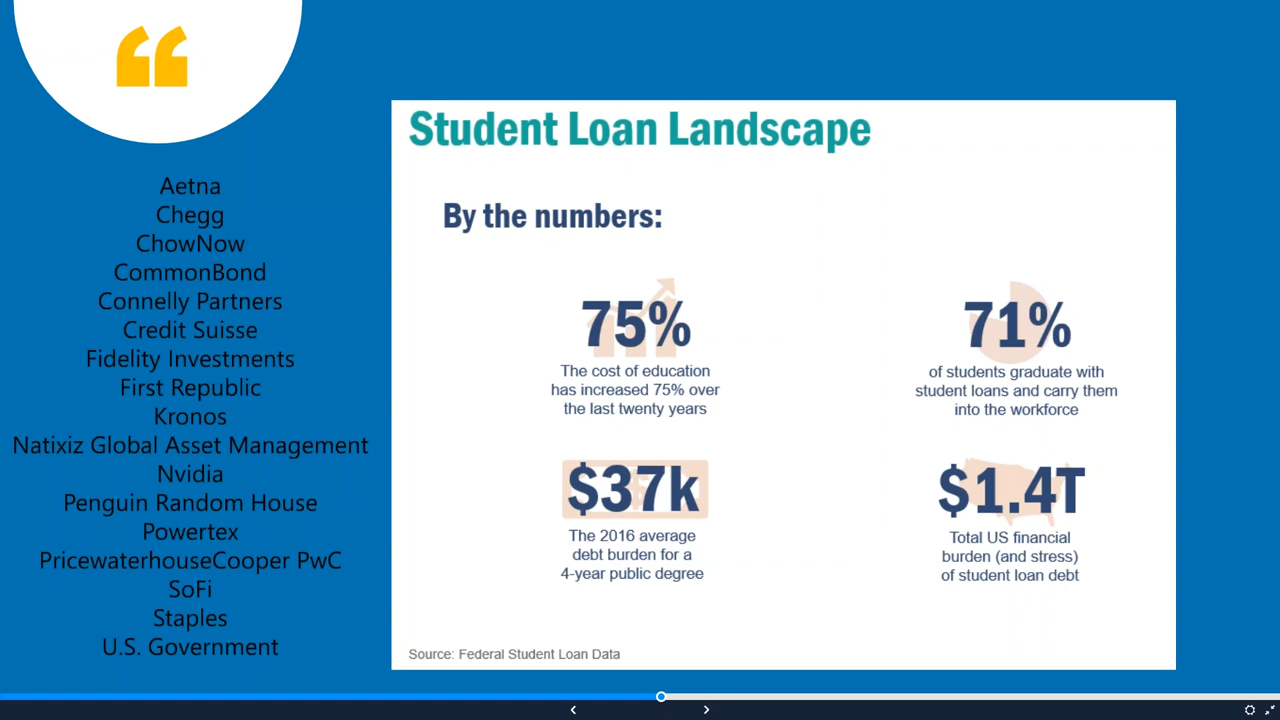 Aetna
Chegg
ChowNow
CommonBond
Connelly Partners
Credit Suisse
Fidelity Investments
First Republic
Kronos
Natixiz Global Asset Management
Nvidia
Penguin Random House
Powertex
PricewaterhouseCooper PwC
SoFi
Staples
U.S. Government
Student Loan Landscape
By the numbers:
75%
The cost of education
has increased 75% over
the last twenty years
71%
of students graduate with
student loans and carry them
into the workforce
$37k
The 2016 average
debt burden for a
4-year public degree
$1.4T
Total US financial
burden (and stress)
of student loan debt
Source: Federal Student Loan Data